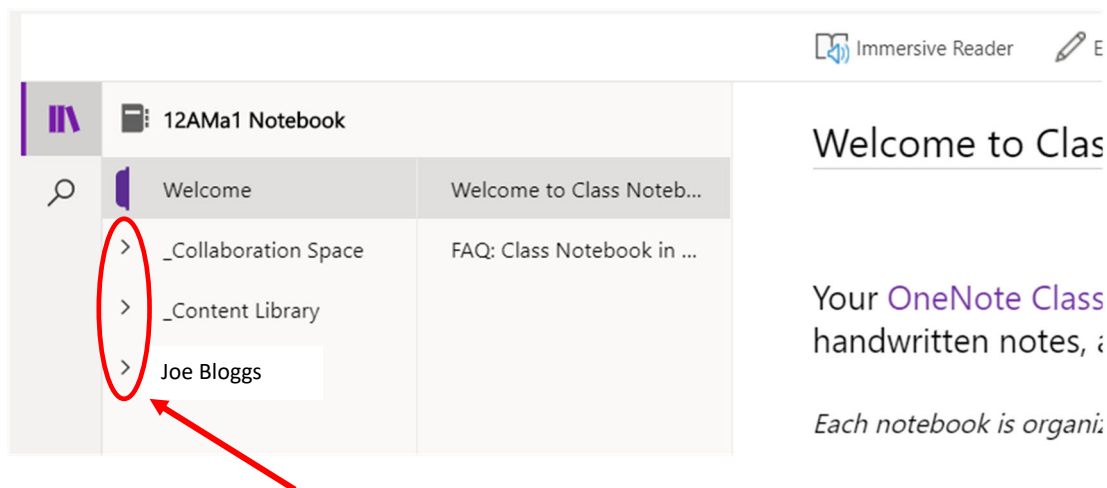 Immersive Reader E
12AMa1 Notebook
Welcome to Clas
Welcome Welcome to Class Noteb...
_Collaboration Space FAQ: Class Notebook in ...
_Content Library
Your OneNote Class
handwritten notes, a
Joe Bloggs
Each notebook is organiz